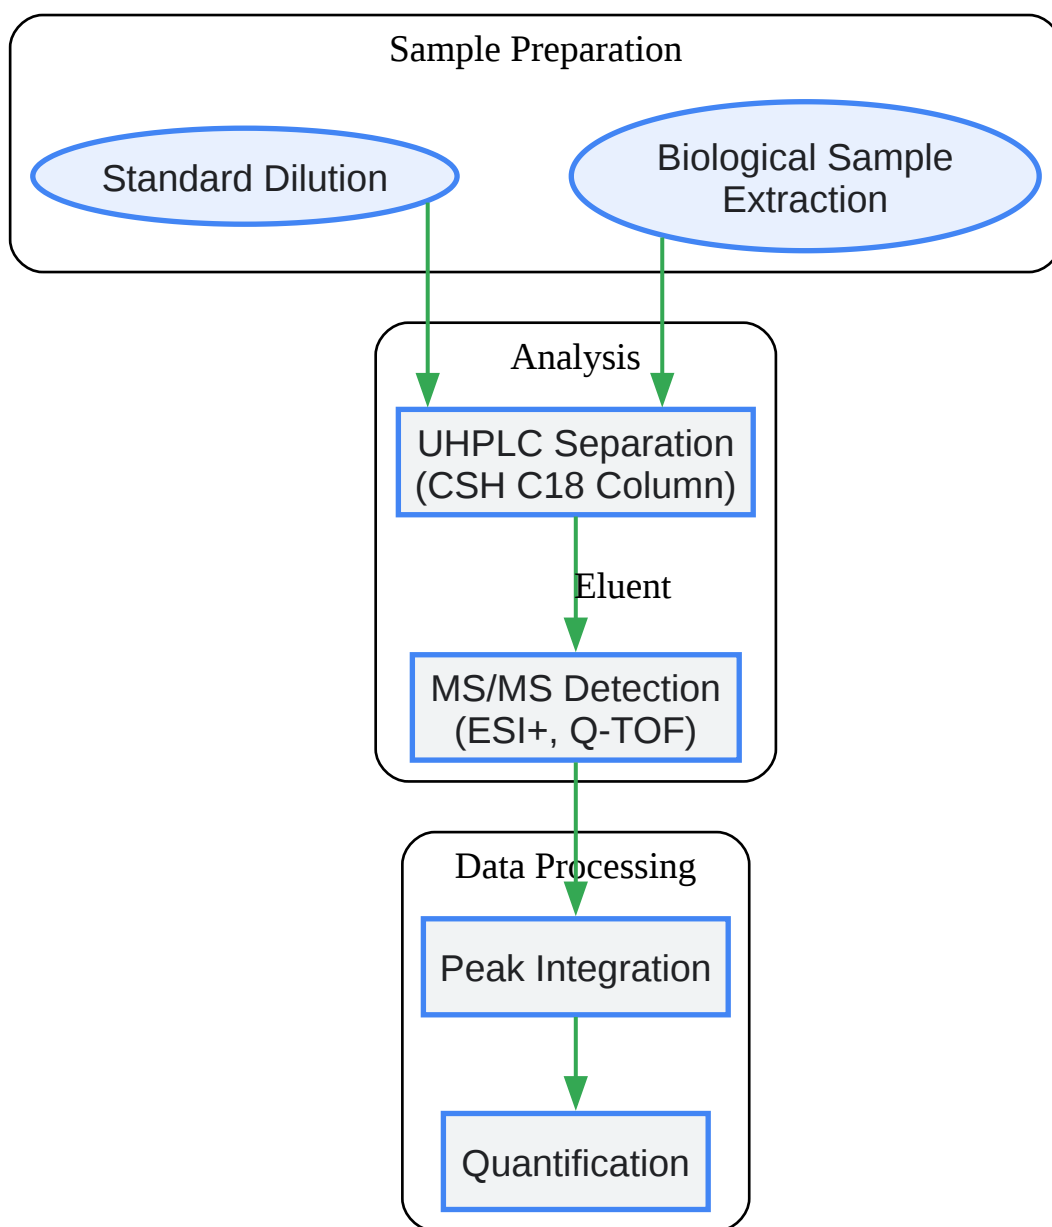 Sample Preparation
Standard Dilution
Biological Sample
Extraction
Analysis
UHPLC Separation
(CSH C18 Column)
Eluent
MS/MS Detection
(ESI+, Q-TOF)
Data Processing
Peak Integration
Quantification